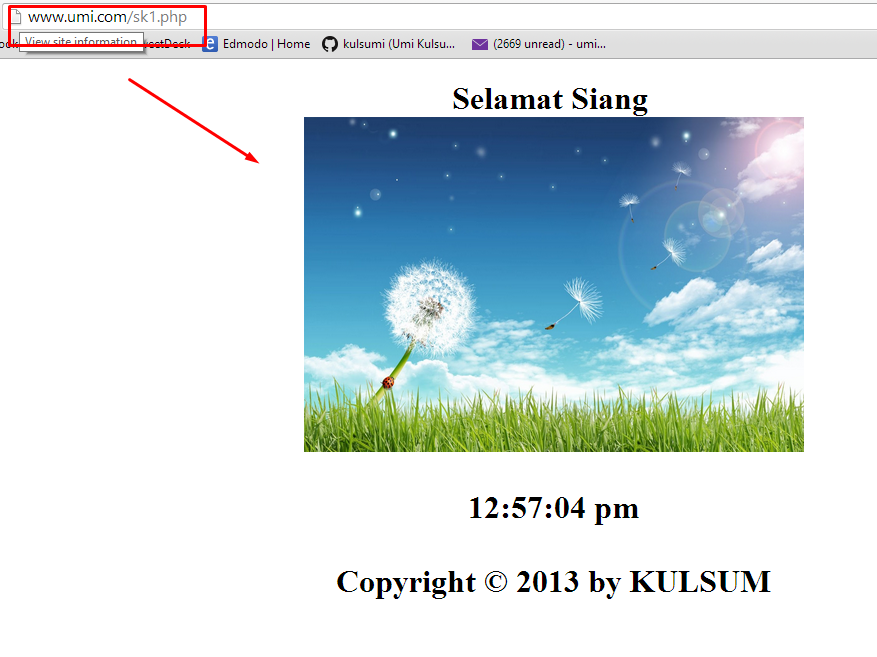 www.umi.com/sk1.php
View site information
Edmodo | Home
kulsumi (Umi Kulsu...
(2669 unread) - umi...
Selamat Siang
12:57:04 pm
Copyright © 2013 by KULSUM